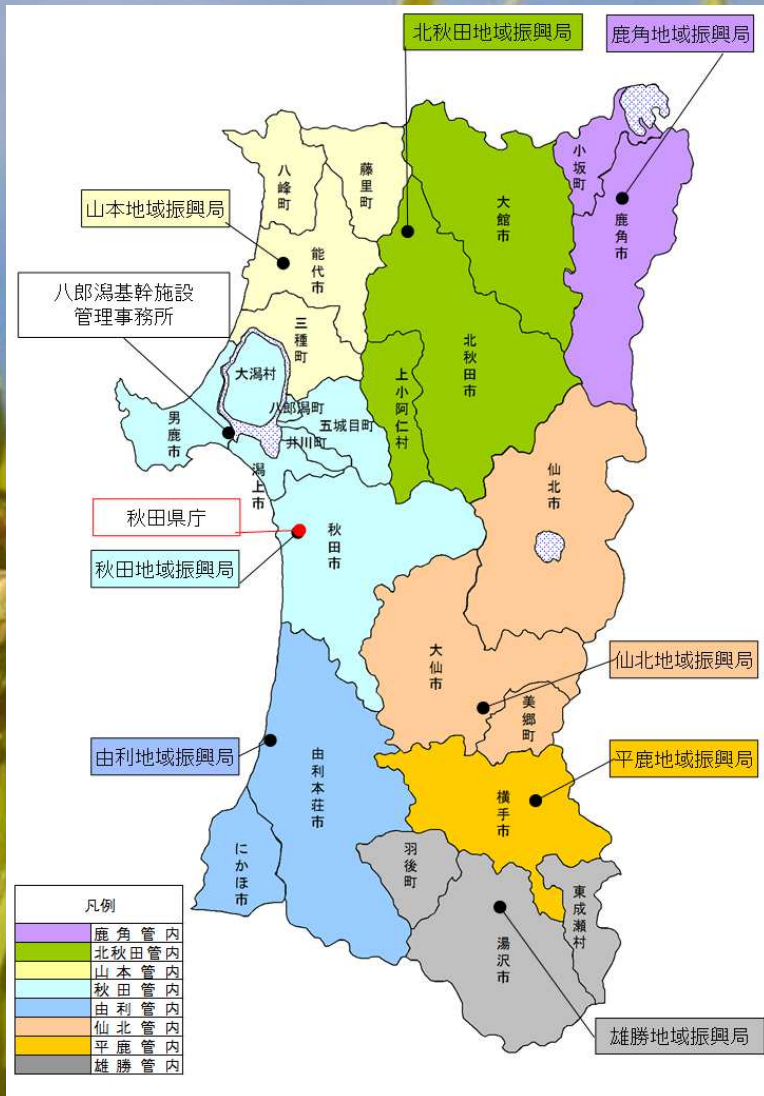 北秋田地域振興局
鹿角地域振興局
八峰町
藤里町
小坂町
大館市
鹿角市
山本地域振興局
能代市
八郎潟基幹施設
管理事務所
三種町
北秋田市
大潟村
上小阿仁村
八郎潟町
五城目町
男鹿市
井川町
潟上市
仙北市
秋田県庁
秋田市
秋田地域振興局
大仙市
仙北地域振興局
美郷町
由利地域振興局
由利本荘市
平鹿地域振興局
横手市
羽後町
にかほ市
東成瀬村
湯沢市
雄勝地域振興局
凡例
鹿角管内
北秋田管内
山本管内
秋田管内
由利管内
仙北管内
平鹿管内
雄勝管内